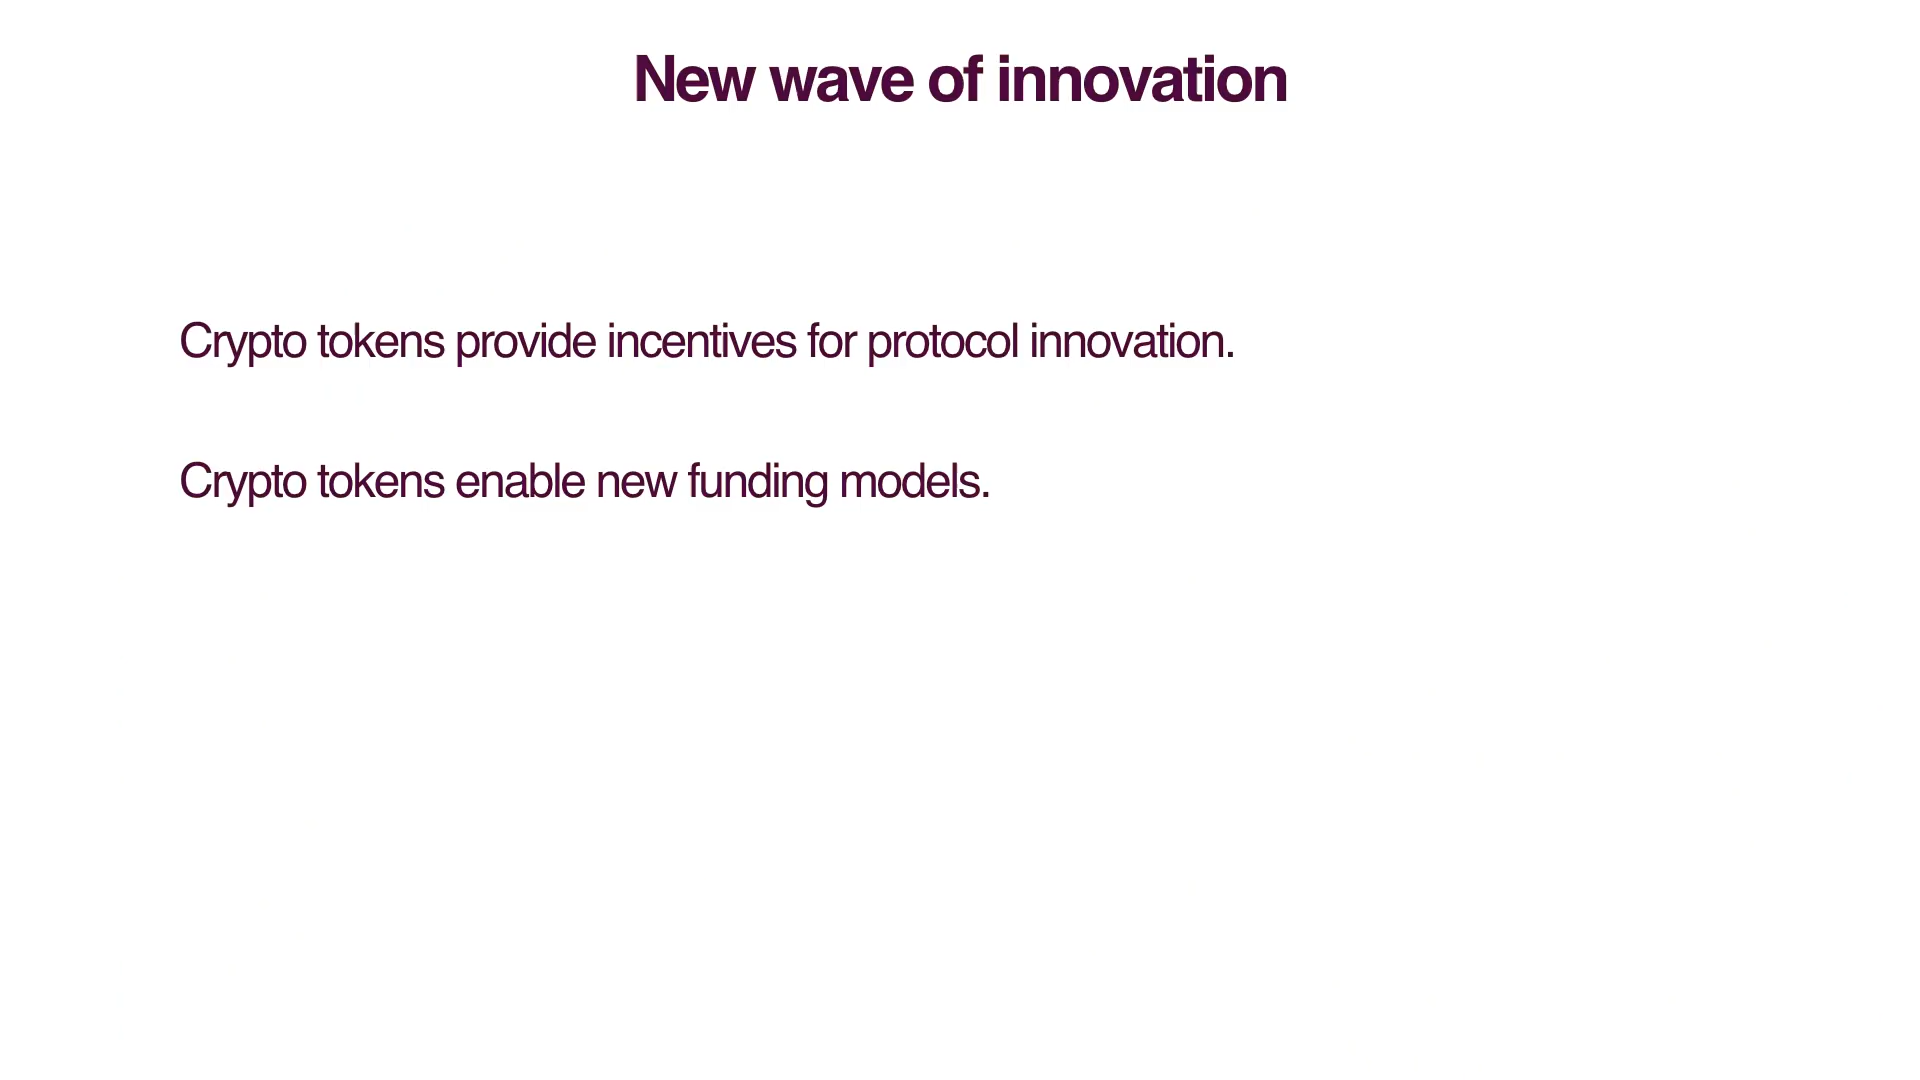 New wave of innovation
Crypto tokens provide incentives for protocol innovation.
Crypto tokens enable new funding models.